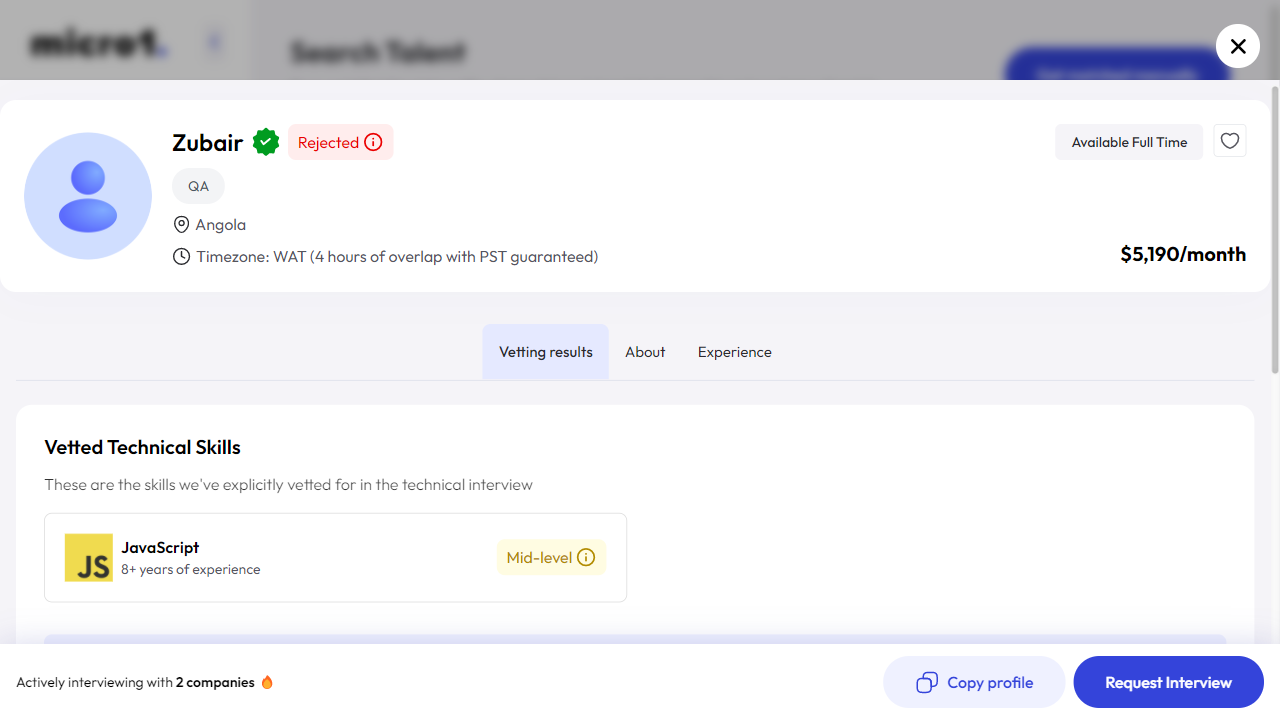 micro1.
Search Talent
Zubair Rejected
Available Full Time
QA
Angola
Timezone: WAT (4 hours of overlap with PST guaranteed)
$5,190/month
Vetting results About Experience
Vetted Technical Skills
These are the skills we've explicitly vetted for in the technical interview
JS
JavaScript
8+ years of experience
Mid-level
Actively interviewing with 2 companies 🔥
Copy profile
Request Interview